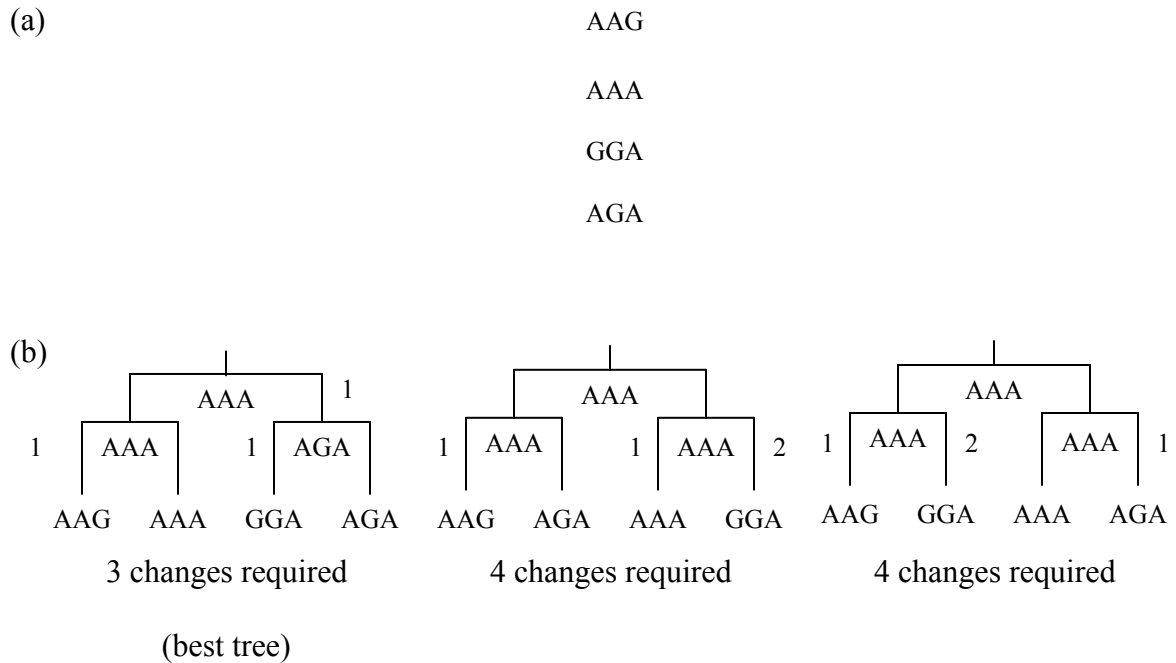 (a)
AAG
AAA
GGA
AGA
(b)
AAA 1
1 AAA 1 AGA
AAG AAA GGA AGA
3 changes required
(best tree)
AAA
1 AAA 1 AAA 2
AAG AGA AAA GGA
4 changes required
AAA
1 AAA 2 AAA 1
AAG GGA AAA AGA
4 changes required